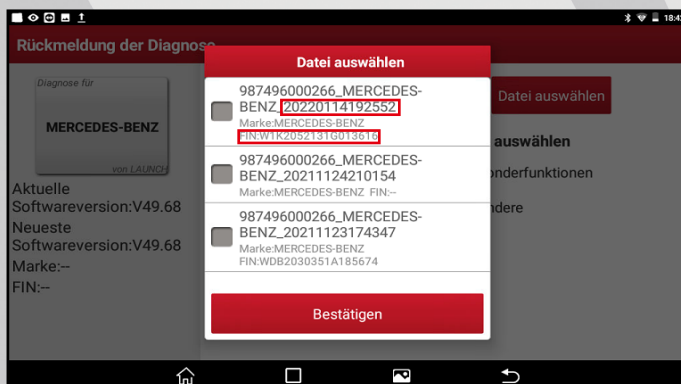 18:43
Rückmeldung der Diagnose
Datei auswählen
Diagnose für
MERCEDES-BENZ
von LAUNCH
Aktuelle
Softwareversion:V49.68
Neueste
Softwareversion:V49.68
Marke:--
FIN:--
987496000266_MERCEDES-
BENZ_20220114192552
Marke:MERCEDES-BENZ
FIN:W1K2052131G013616
987496000266_MERCEDES-
BENZ_20211124210154
Marke:MERCEDES-BENZ FIN:--
987496000266_MERCEDES-
BENZ_20211123174347
Marke:MERCEDES-BENZ
FIN:WDB2030351A185674
Bestätigen
Datei auswählen
auswählen
onderfunktionen
dere